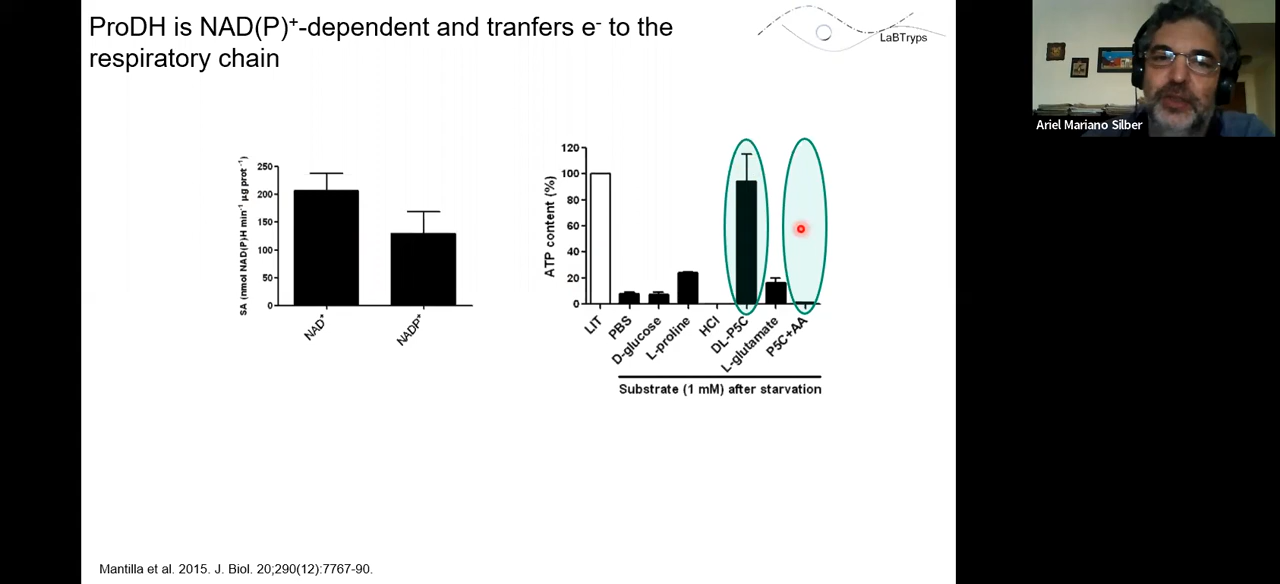 ProDH is NAD(P)⁺-dependent and tranfers e⁻ to the
respiratory chain
LaBTryps
Ariel Mariano Silber
SA (nmol NAD(P)H min⁻¹ µg prot⁻¹)
250
200
150
100
50
0
NAD⁺
NADP⁺
ATP content (%)
120
100
80
60
40
20
0
LIT
PBS
D-glucose
L-proline
HCl
DL-P5C
L-glutamate
P5C+AA
Substrate (1 mM) after starvation
Mantilla et al. 2015. J. Biol. 20;290(12):7767-90.